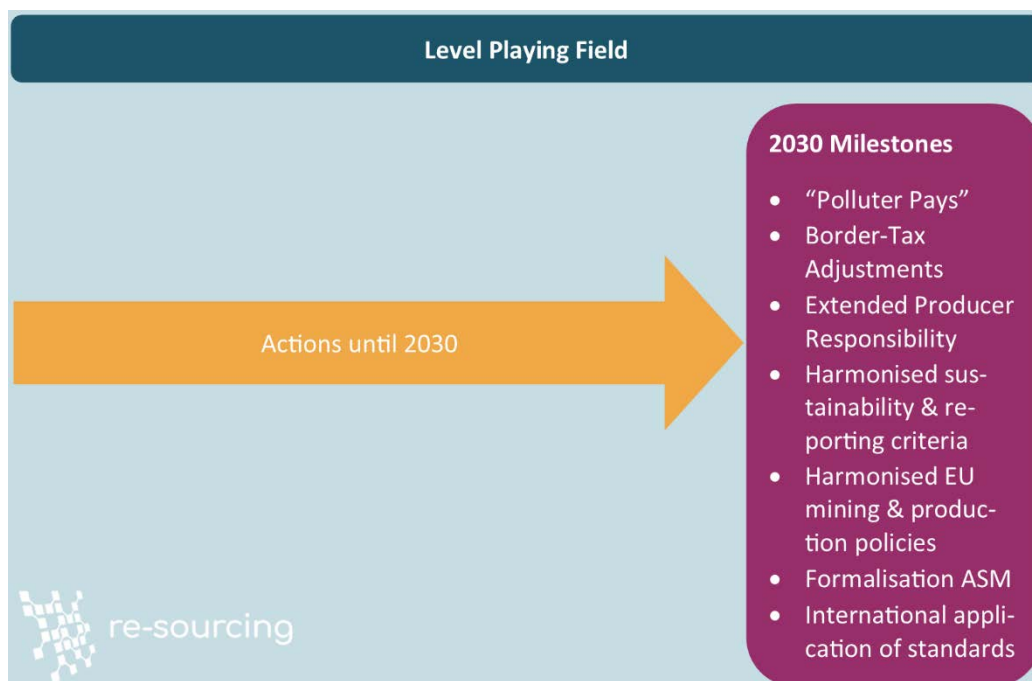 Level Playing Field
Actions until 2030
2030 Milestones
• “Polluter Pays”
• Border-Tax
Adjustments
• Extended Producer
Responsibility
• Harmonised sus-
tainability & re-
porting criteria
• Harmonised EU
mining & produc-
tion policies
• Formalisation ASM
• International appli-
cation of standards
re-sourcing